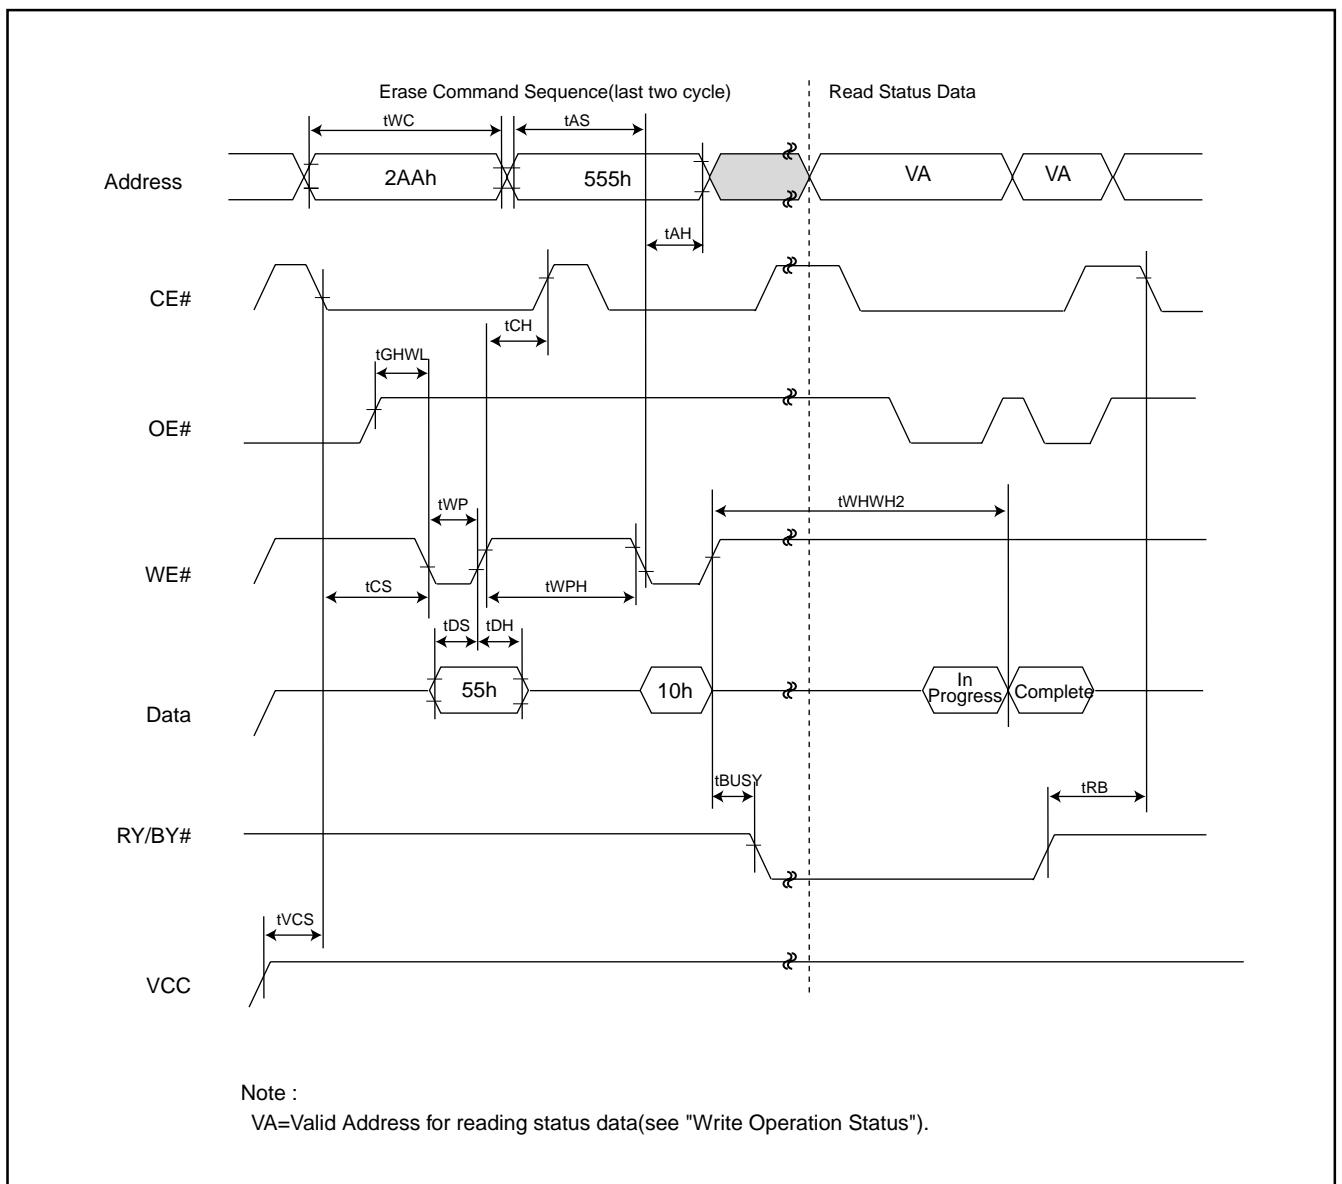 Erase Command Sequence(last two cycle) Read Status Data
tWC tAS
Address 2AAh 555h VA VA
tAH
CE#
tCH
tGHWL
OE#
tWP tWHWH2
WE#
tCS tWPH
tDS tDH
55h 10h In Progress Complete
Data
tBUSY tRB
RY/BY#
tVCS
VCC
Note :
VA=Valid Address for reading status data(see "Write Operation Status").